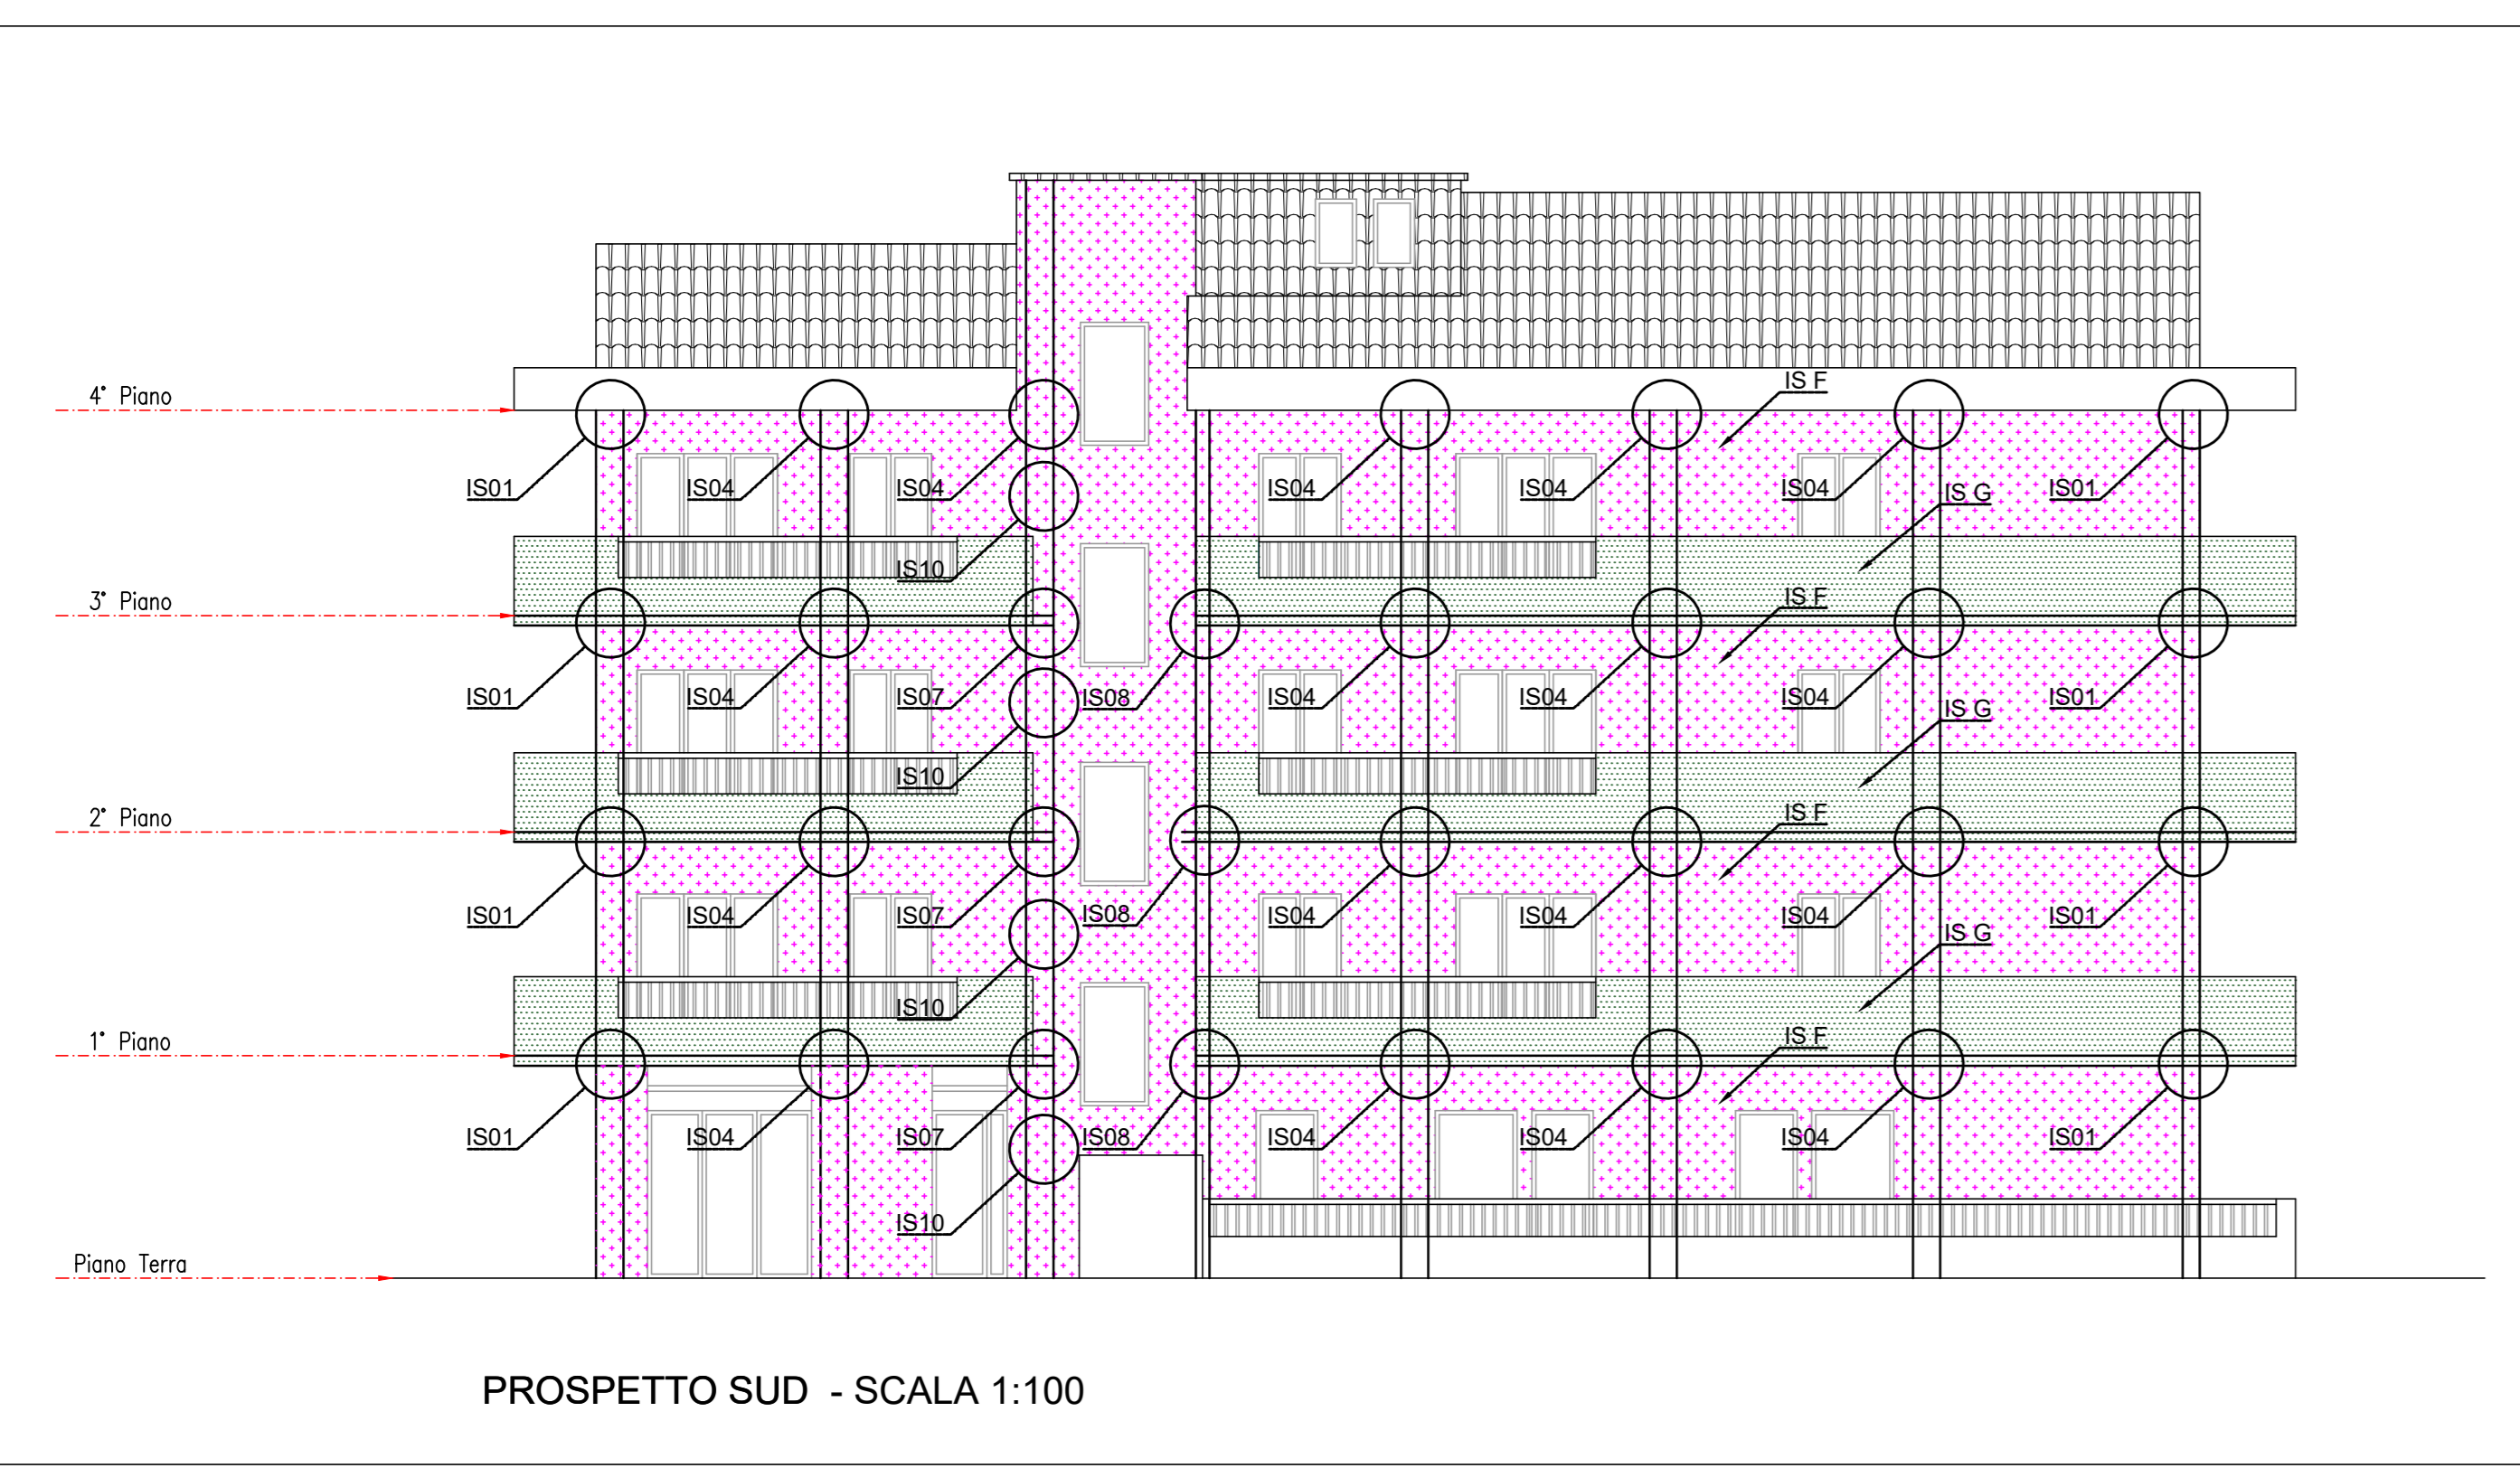 IS F
4° Piano
IS01 IS04 IS04 IS04 IS04 IS04 IS01
IS G
IS10
3° Piano
IS F
IS01 IS04 IS07 IS08 IS04 IS04 IS04 IS01
IS G
IS10
2° Piano
IS F
IS01 IS04 IS07 IS08 IS04 IS04 IS04 IS01
IS G
IS10
1° Piano
IS F
IS01 IS04 IS07 IS08 IS04 IS04 IS04 IS01
IS10
Piano Terra
PROSPETTO SUD - SCALA 1:100